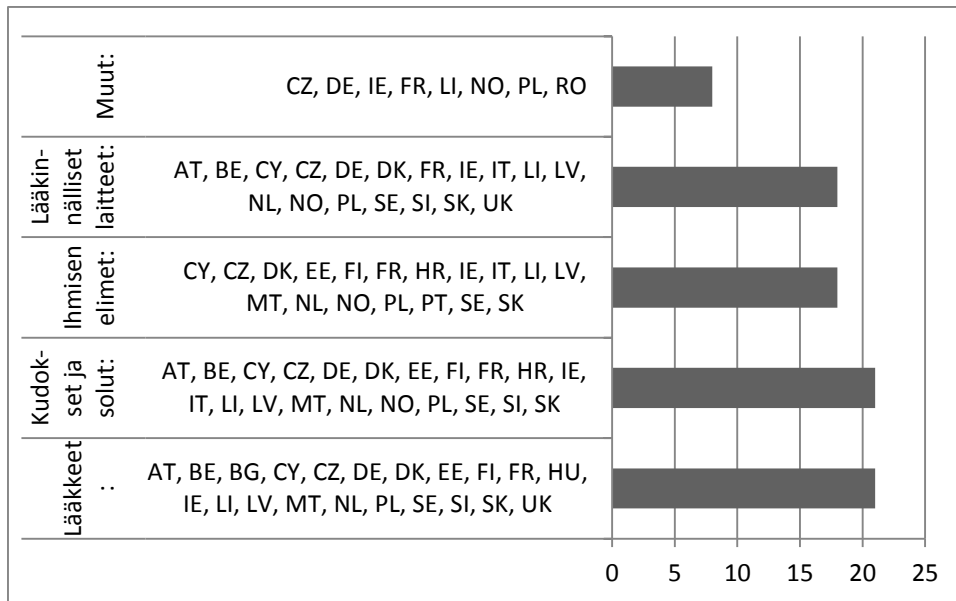 Muut:
CZ, DE, IE, FR, LI, NO, PL, RO
Lääkin-
nälliset
laitteet:
AT, BE, CY, CZ, DE, DK, FR, IE, IT, LI, LV,
NL, NO, PL, SE, SI, SK, UK
Ihmisen
elimet:
CY, CZ, DK, EE, FI, FR, HR, IE, IT, LI, LV,
MT, NL, NO, PL, PT, SE, SK
Kudok-
set ja
solut:
AT, BE, CY, CZ, DE, DK, EE, FI, FR, HR, IE,
IT, LI, LV, MT, NL, NO, PL, SE, SI, SK
Lääkkeet
:
AT, BE, BG, CY, CZ, DE, DK, EE, FI, FR, HU,
IE, LI, LV, MT, NL, PL, SE, SI, SK, UK
0 5 10 15 20 25